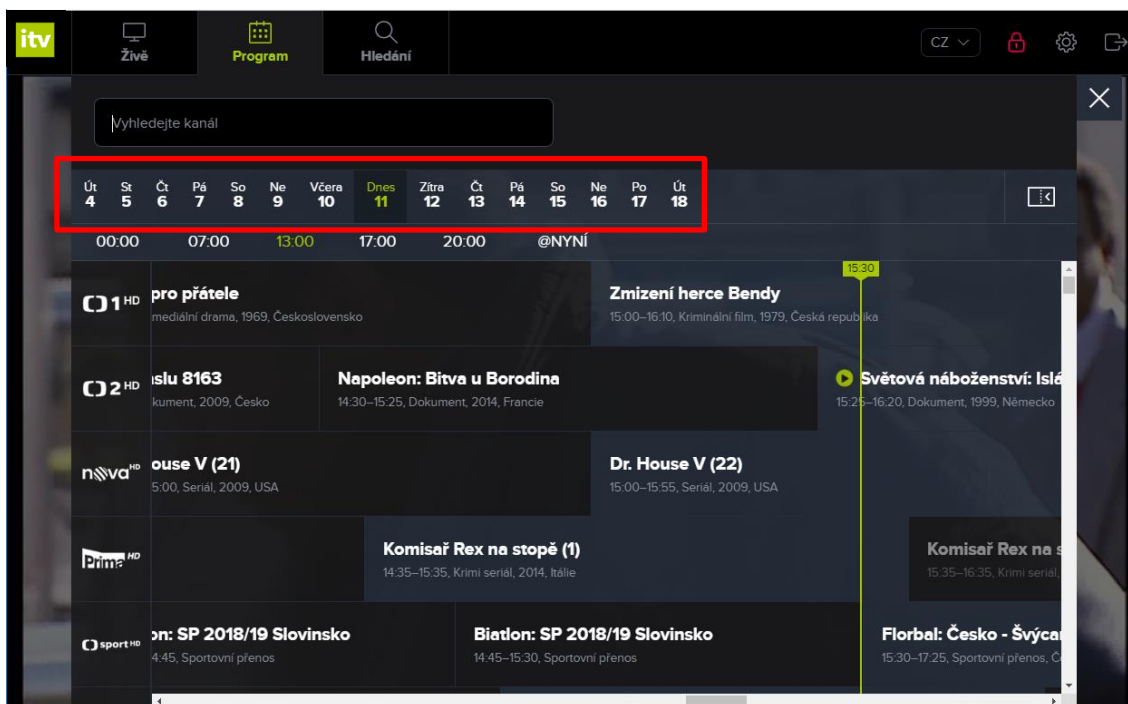 itv
Živě
Program
Hledání
CZ
Vyhledejte kanál
Út St Čt Pá So Ne Včera Dnes Zítra Čt Pá So Ne Po Út
4 5 6 7 8 9 10 11 12 13 14 15 16 17 18
00:00 07:00 13:00 17:00 20:00 @NYNÍ
15:30
1 HD
pro přátele
mediální drama, 1969, Československo
Zmizení herce Bendy
15:00–16:10, Kriminální film, 1979, Česká republika
2 HD
slu 8163
kument, 2009, Česko
Napoleon: Bitva u Borodina
14:30–15:25, Dokument, 2014, Francie
Světová náboženství: Islá
15:25–16:20, Dokument, 1999, Německo
nova HD
ouse V (21)
5:00, Seriál, 2009, USA
Dr. House V (22)
15:00–15:55, Seriál, 2009, USA
Prima HD
Komisař Rex na stopě (1)
14:35–15:35, Krimi seriál, 2014, Itálie
Komisař Rex na s
15:35–16:35, Krimi seriál,
sport HD
on: SP 2018/19 Slovinsko
4:45, Sportovní přenos
Biatlon: SP 2018/19 Slovinsko
14:45–15:30, Sportovní přenos
Florbal: Česko - Švýcar
15:30–17:25, Sportovní přenos, Č